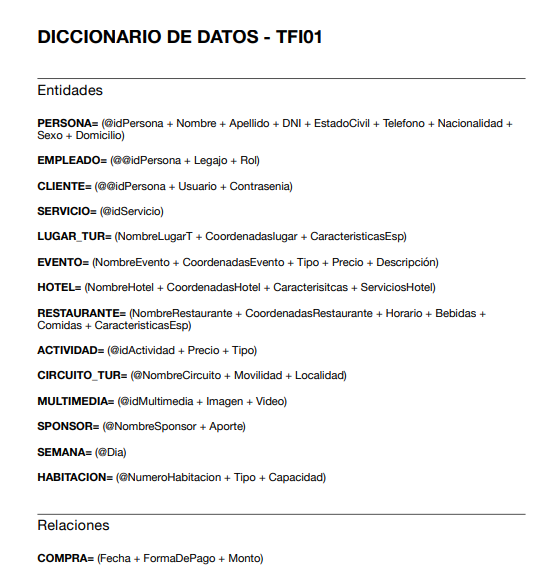 DICCIONARIO DE DATOS - TFI01
Entidades
PERSONA= (@idPersona + Nombre + Apellido + DNI + EstadoCivil + Telefono + Nacionalidad +
Sexo + Domicilio)
EMPLEADO= (@@idPersona + Legajo + Rol)
CLIENTE= (@@idPersona + Usuario + Contrasenia)
SERVICIO= (@idServicio)
LUGAR_TUR= (NombreLugarT + Coordenadaslugar + CaracteristicasEsp)
EVENTO= (NombreEvento + CoordenadasEvento + Tipo + Precio + Descripción)
HOTEL= (NombreHotel + CoordenadasHotel + Caracterisitcas + ServiciosHotel)
RESTAURANTE= (NombreRestaurante + CoordenadasRestaurante + Horario + Bebidas +
Comidas + CaracteristicasEsp)
ACTIVIDAD= (@idActividad + Precio + Tipo)
CIRCUITO_TUR= (@NombreCircuito + Movilidad + Localidad)
MULTIMEDIA= (@idMultimedia + Imagen + Video)
SPONSOR= (@NombreSponsor + Aporte)
SEMANA= (@Dia)
HABITACION= (@NumeroHabitacion + Tipo + Capacidad)
Relaciones
COMPRA= (Fecha + FormaDePago + Monto)